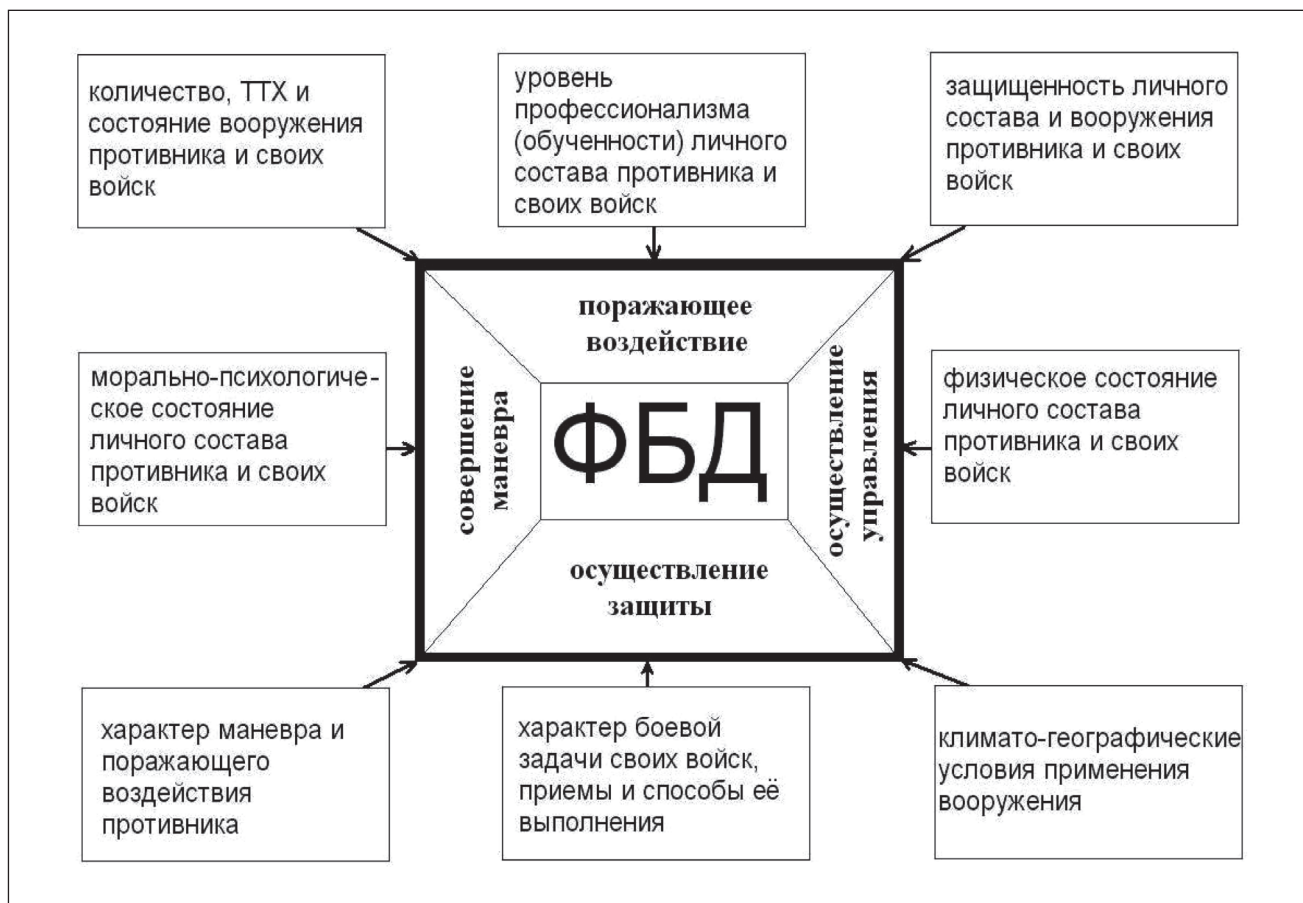 количество, ТТХ и
состояние вооружения
противника и своих
войск
уровень
профессионализма
(обученности) личного
состава противника и
своих войск
защищенность личного
состава и вооружения
противника и своих
войск
поражающее
воздействие
морально-психологиче-
ское состояние
личного состава
противника и своих
войск
совершение
маневра
ФБД
осуществление
управления
физическое состояние
личного состава
противника и своих
войск
осуществление
защиты
характер маневра и
поражающего
воздействия
противника
характер боевой
задачи своих войск,
приемы и способы её
выполнения
климато-географические
условия применения
вооружения